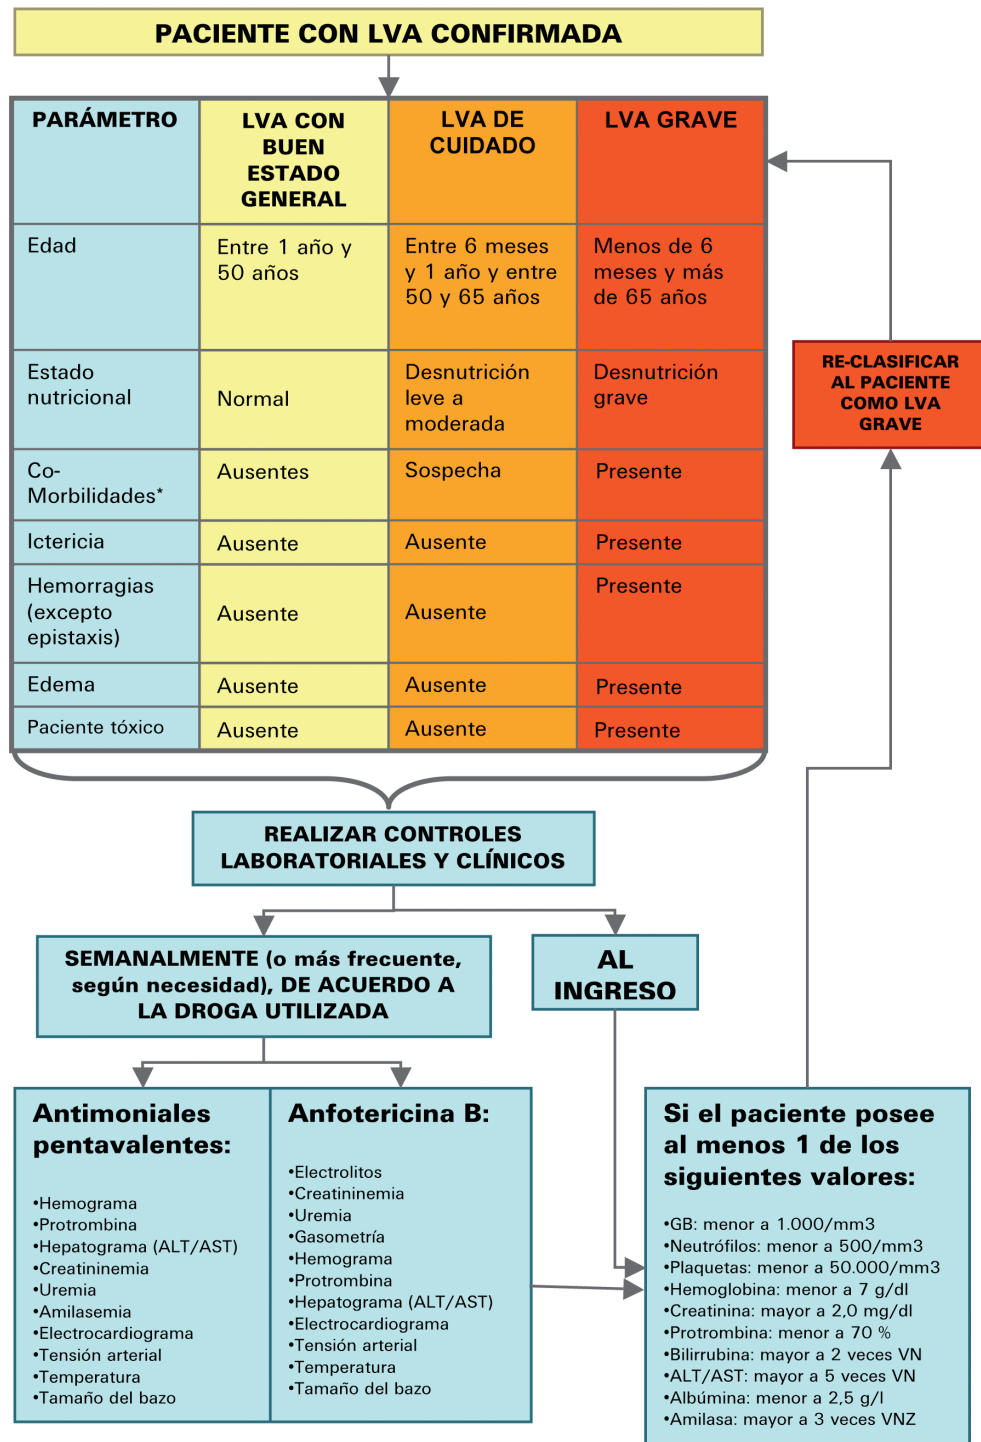 PACIENTE CON LVA CONFIRMADA
PARÁMETRO
LVA CON
BUEN
ESTADO
GENERAL
LVA DE
CUIDADO
LVA GRAVE
Edad
Entre 1 año y
50 años
Entre 6 meses
y 1 año y entre
50 y 65 años
Menos de 6
meses y más
de 65 años
Estado
nutricional
Normal
Desnutrición
leve a
moderada
Desnutrición
grave
Co-
Morbilidades*
Ausentes
Sospecha
Presente
Ictericia
Ausente
Ausente
Presente
Hemorragias
(excepto
epistaxis)
Ausente
Ausente
Presente
Edema
Ausente
Ausente
Presente
Paciente tóxico
Ausente
Ausente
Presente
RE-CLASIFICAR
AL PACIENTE
COMO LVA
GRAVE
REALIZAR CONTROLES
LABORATORIALES Y CLÍNICOS
SEMANALMENTE (o más frecuente,
según necesidad), DE ACUERDO A
LA DROGA UTILIZADA
AL
INGRESO
Antimoniales
pentavalentes:
•Hemograma
•Protrombina
•Hepatograma (ALT/AST)
•Creatininemia
•Uremia
•Amilasemia
•Electrocardiograma
•Tensión arterial
•Temperatura
•Tamaño del bazo
Anfotericina B:
•Electrolitos
•Creatininemia
•Uremia
•Gasometría
•Hemograma
•Protrombina
•Hepatograma (ALT/AST)
•Electrocardiograma
•Tensión arterial
•Temperatura
•Tamaño del bazo
Si el paciente posee
al menos 1 de los
siguientes valores:
•GB: menor a 1.000/mm3
•Neutrófilos: menor a 500/mm3
•Plaquetas: menor a 50.000/mm3
•Hemoglobina: menor a 7 g/dl
•Creatinina: mayor a 2,0 mg/dl
•Protrombina: menor a 70 %
•Bilirrubina: mayor a 2 veces VN
•ALT/AST: mayor a 5 veces VN
•Albúmina: menor a 2,5 g/l
•Amilasa: mayor a 3 veces VNZ